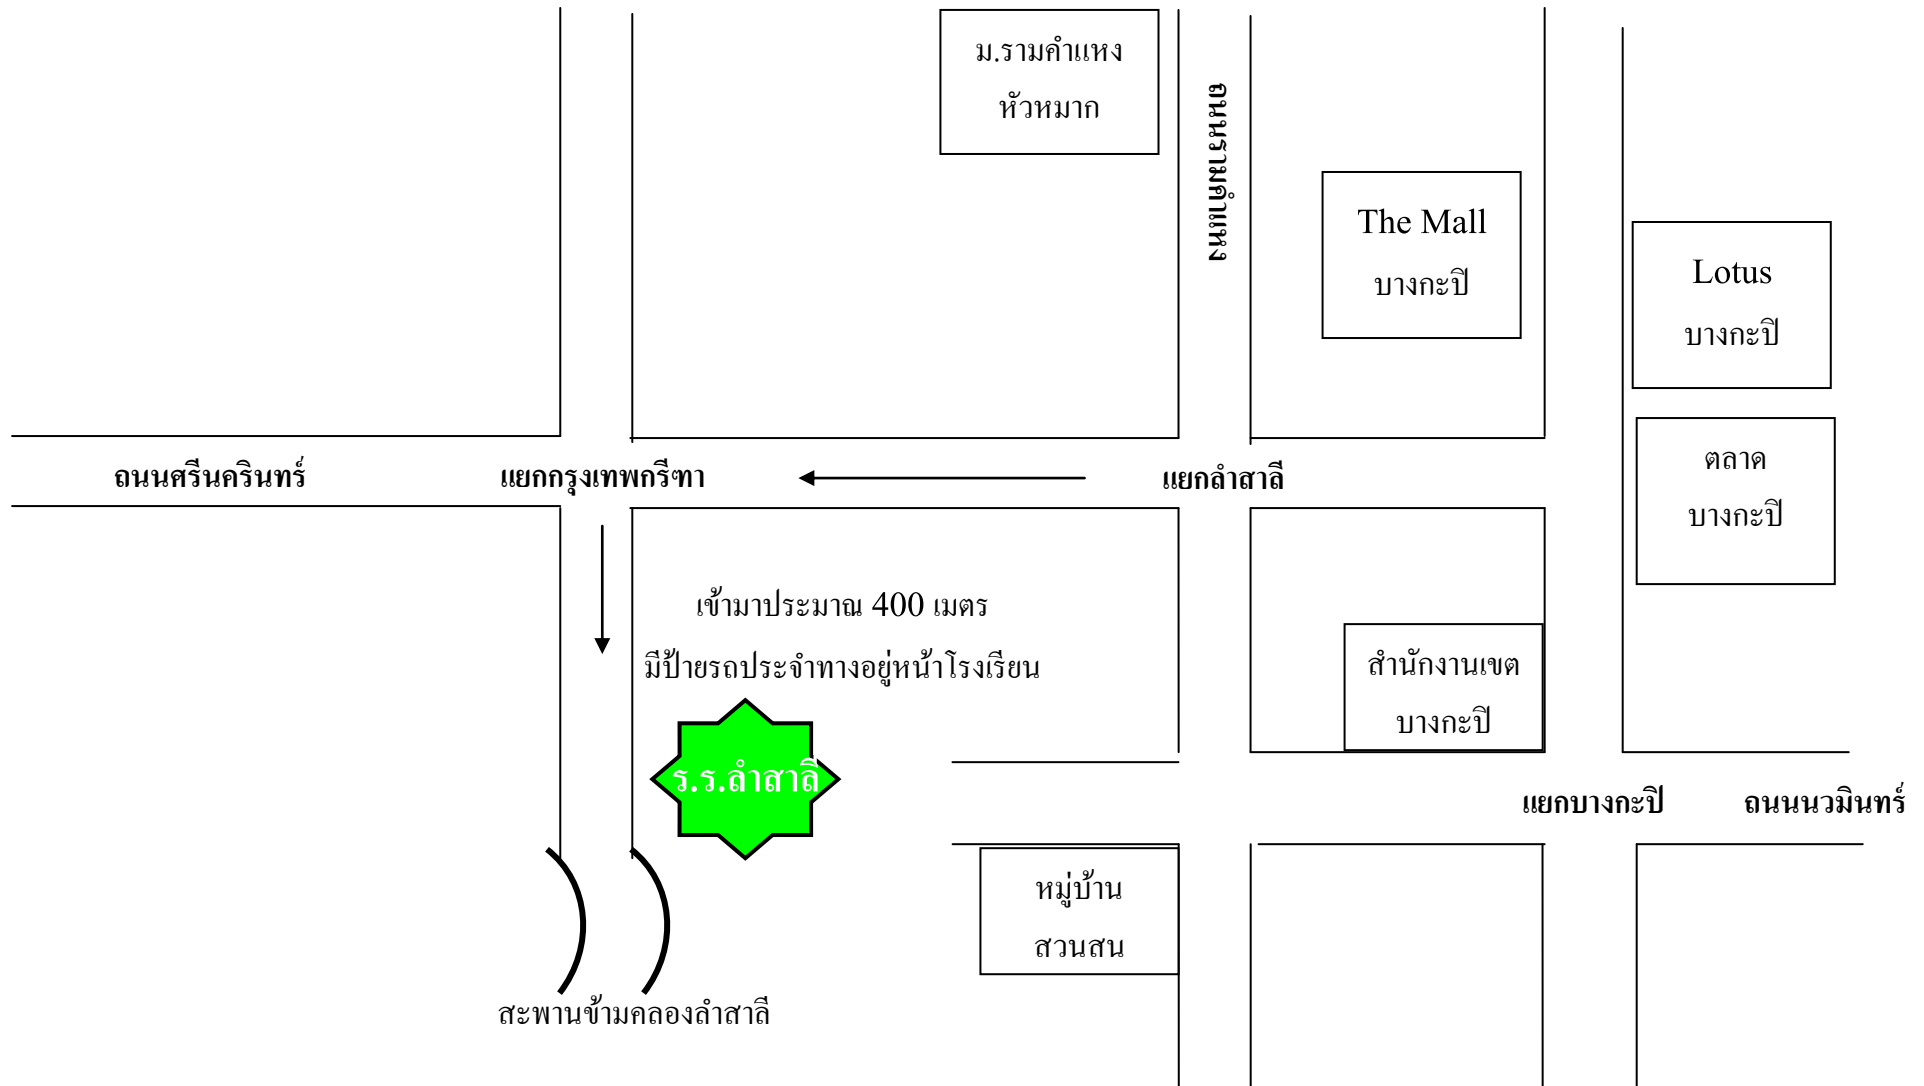 ม.รามคำแหง
หัวหมาก
ถนนรามคำแหง
The Mall
บางกะปิ
Lotus
บางกะปิ
ตลาด
บางกะปิ
ถนนศรีนครินทร์
แยกกรุงเทพกรีฑา
แยกลำสาลี
เข้ามาประมาณ 400 เมตร
มีป้ายรถประจำทางอยู่หน้าโรงเรียน
สำนักงานเขต
บางกะปิ
ร.ร.ลำสาลี
แยกบางกะปิ
ถนนนวมินทร์
หมู่บ้าน
สวนสน
สะพานข้ามคลองลำสาลี